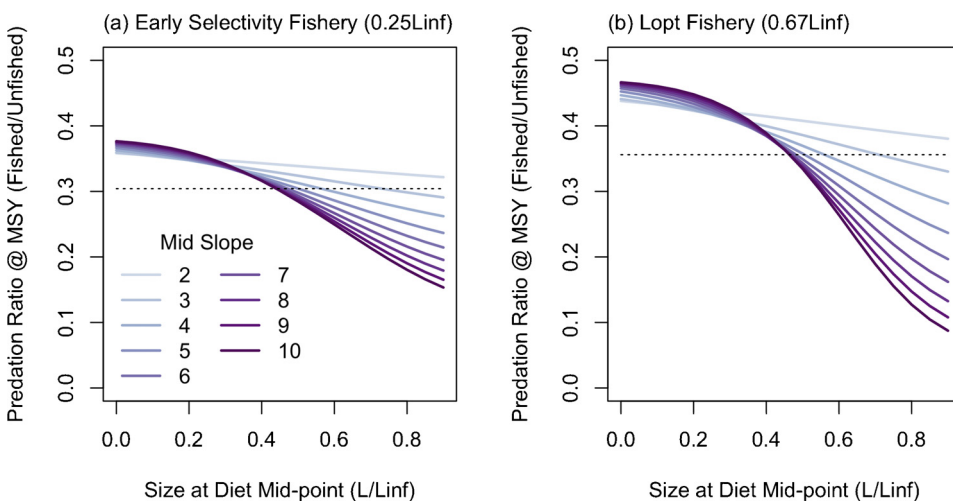 (a) Early Selectivity Fishery (0.25Linf)
Predation Ratio @ MSY (Fished/Unfished)
0.5
0.4
0.3
0.2
0.1
0.0
Mid Slope
2 7
3 8
4 9
5 10
6
0.0 0.2 0.4 0.6 0.8
Size at Diet Mid-point (L/Linf)
(b) Lopt Fishery (0.67Linf)
Predation Ratio @ MSY (Fished/Unfished)
0.5
0.4
0.3
0.2
0.1
0.0
0.0 0.2 0.4 0.6 0.8
Size at Diet Mid-point (L/Linf)